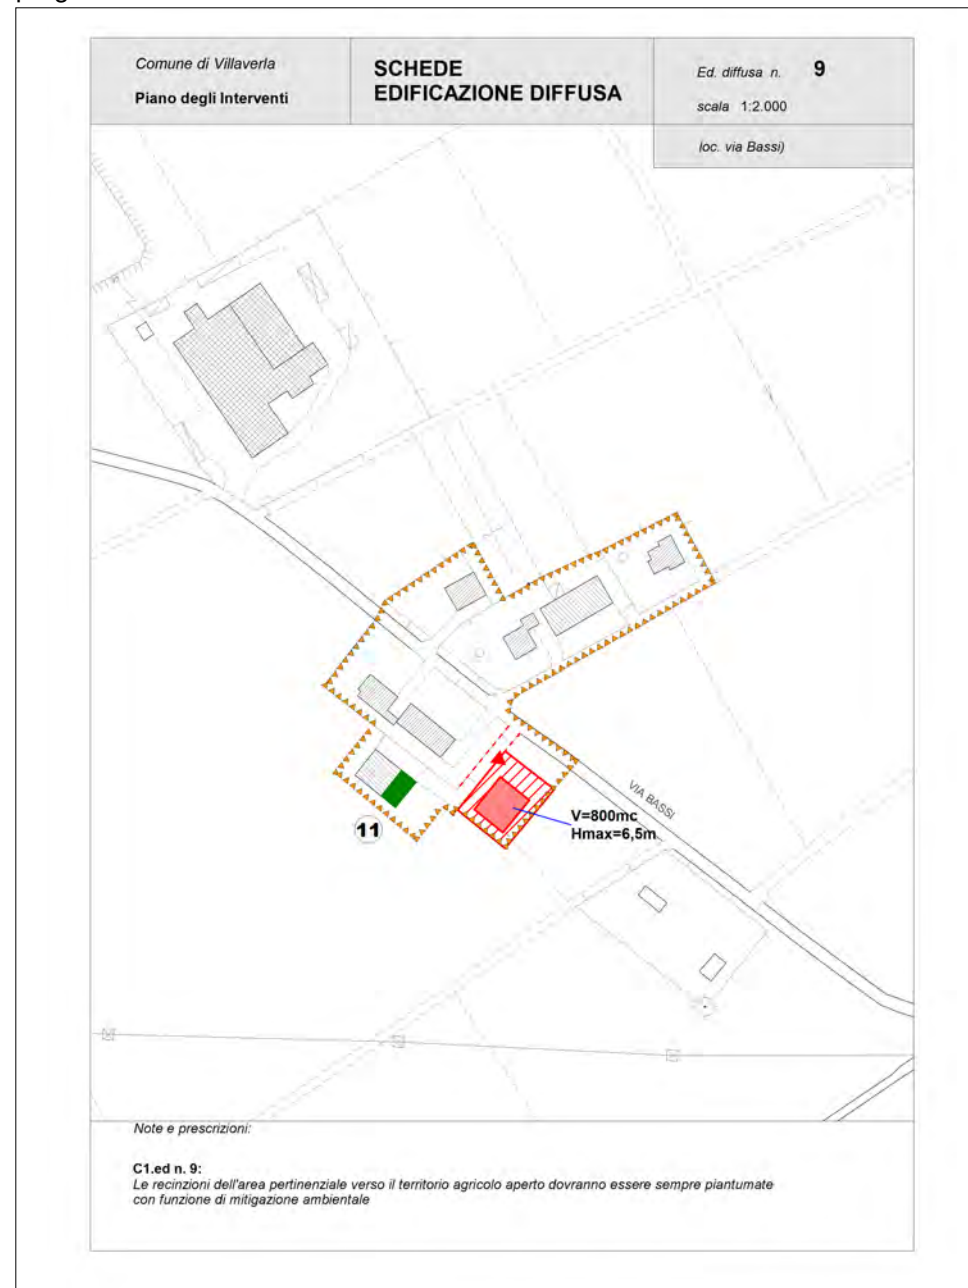 Comune di Villaverla
Piano degli Interventi
SCHEDE
EDIFICAZIONE DIFFUSA
Ed. diffusa n. 9
scala 1:2.000
loc. via Bassi)
VIA BASSI
V=800mc
Hmax=6,5m
11
Note e prescrizioni:
C1.ed n. 9:
Le recinzioni dell'area pertinenziale verso il territorio agricolo aperto dovranno essere sempre piantumate
con funzione di mitigazione ambientale